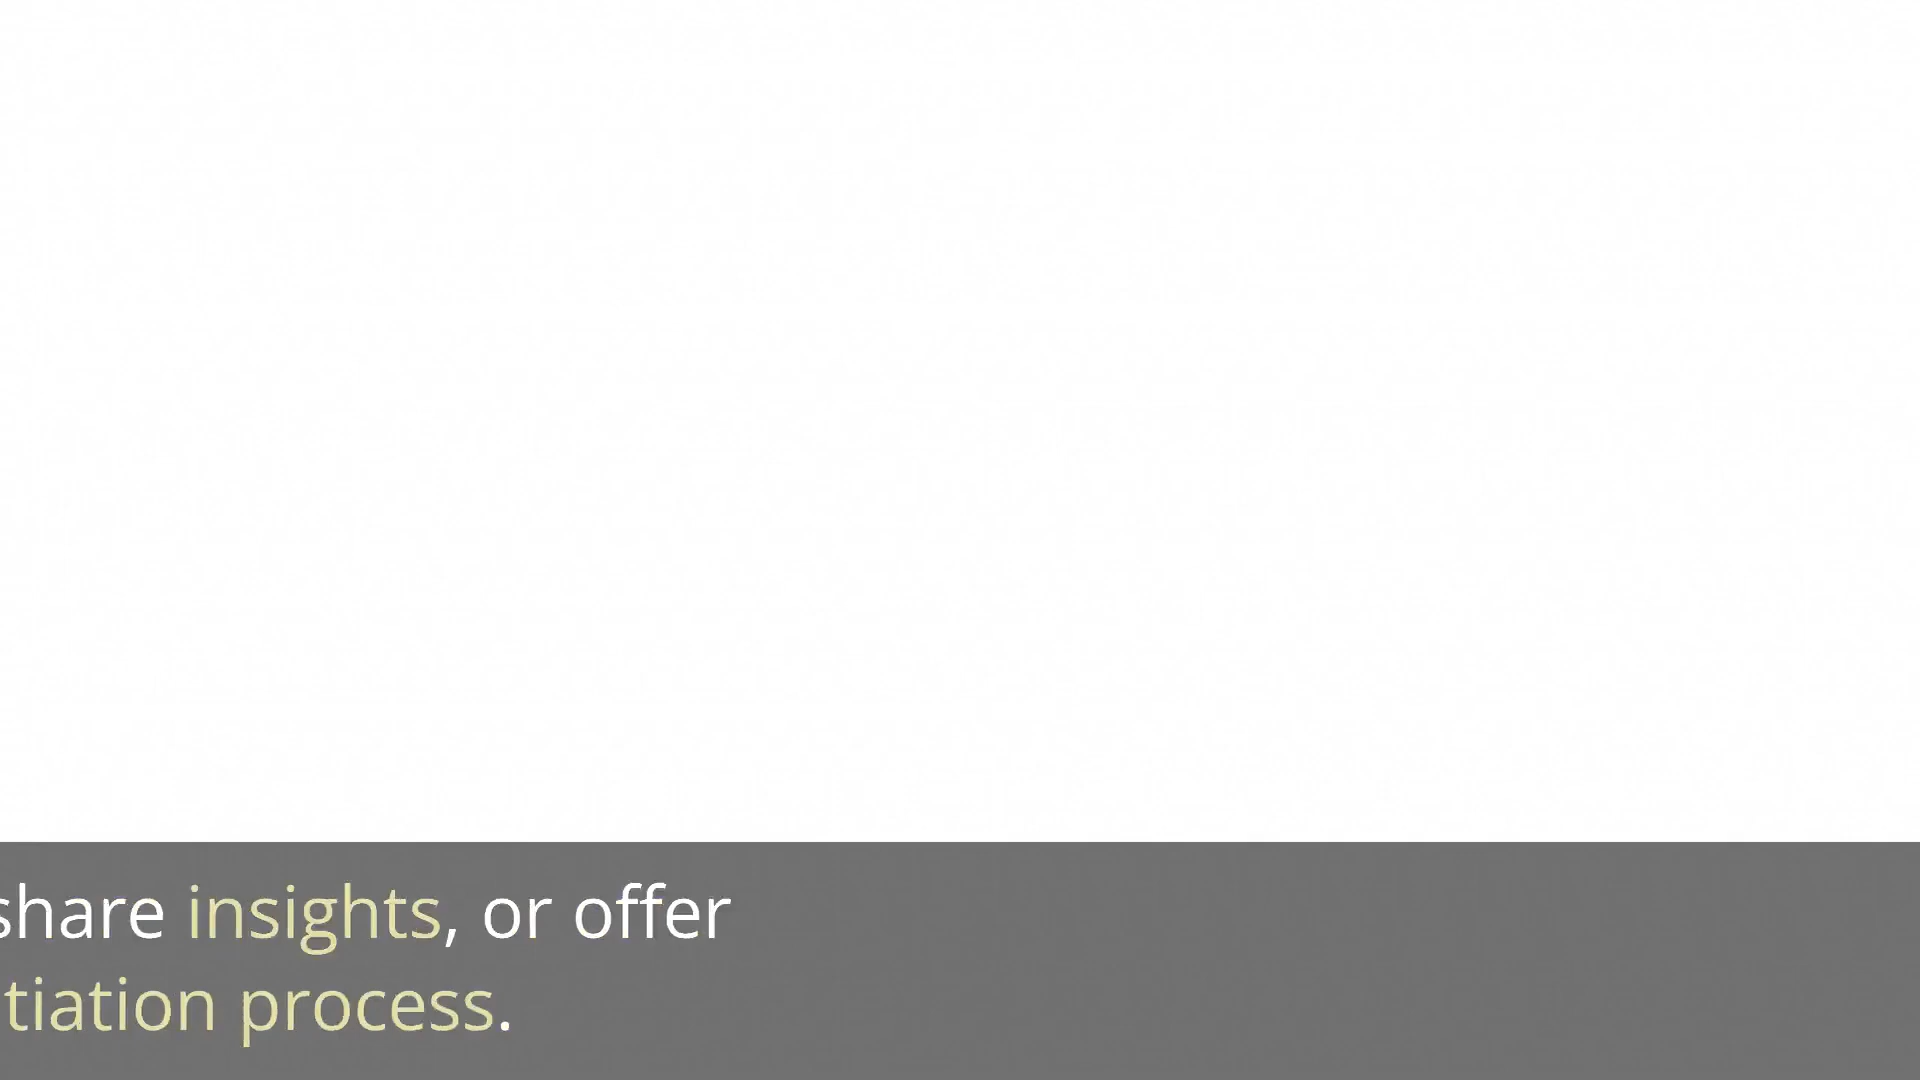 share insights, or offer
tiation process.